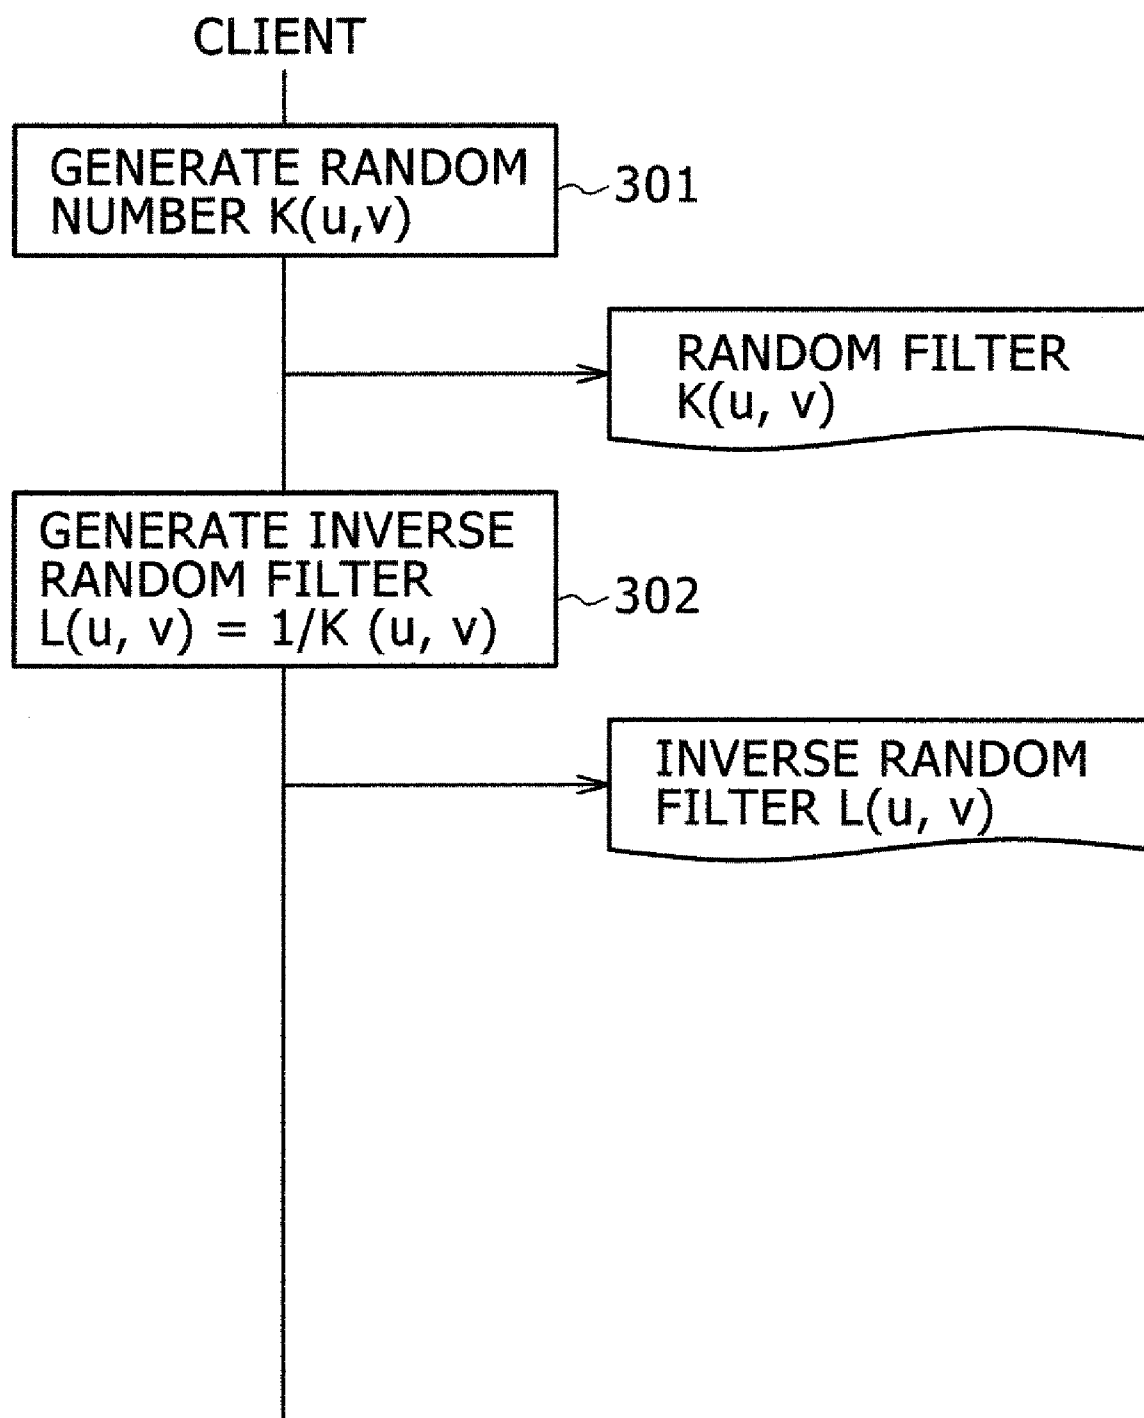 CLIENT
GENERATE RANDOM
NUMBER K(u,v)
301
RANDOM FILTER
K(u, v)
GENERATE INVERSE
RANDOM FILTER
L(u, v) = 1/K (u, v)
302
INVERSE RANDOM
FILTER L(u, v)